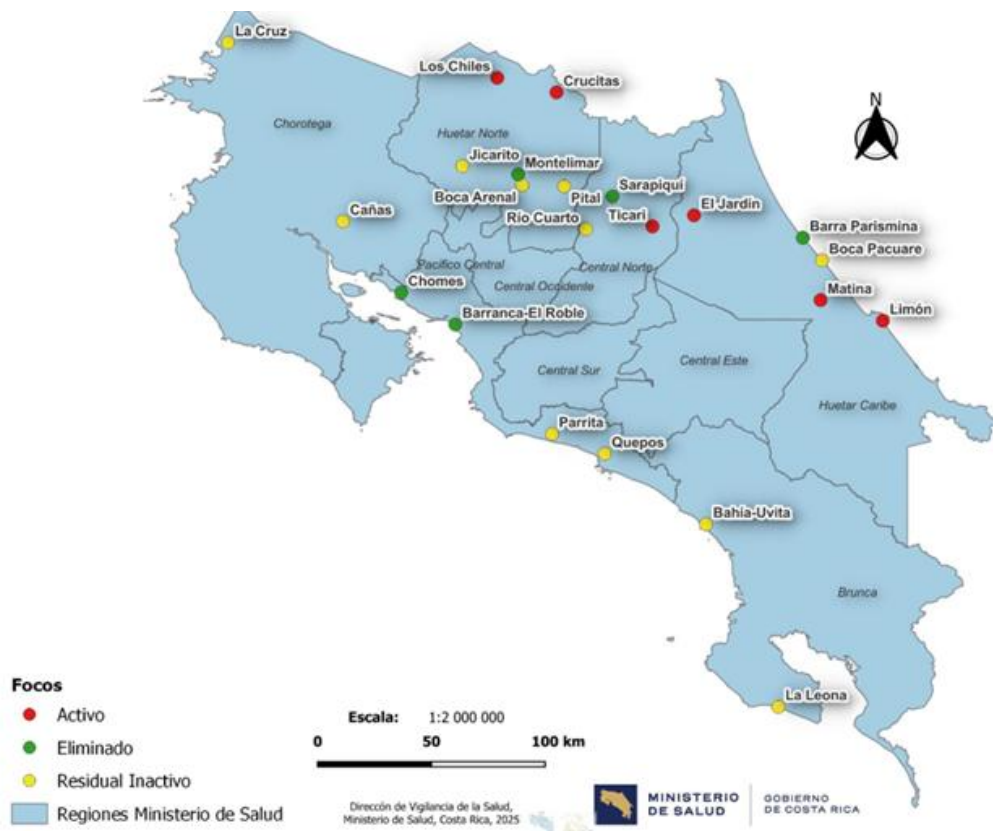 La Cruz
Los Chiles
Crucitas
N
Chorotega
Huetar Norte
Jicarito
Montelimar
Boca Arenal
Pital
Sarapiquí
Cañas
Río Cuarto
Ticari
El Jardin
Barra Parismina
Boca Pacuare
Pacífico Central
Central Norte
Chomes
Central Occidente
Matina
Barranca-El Roble
Limón
Central Sur
Central Este
Huetar Caribe
Parrita
Quepos
Bahía-Uvita
Brunca
La Leona
Focos
Activo
Eliminado
Residual Inactivo
Regiones Ministerio de Salud
Escala: 1:2 000 000
0 50 100 km
Direccón de Vigilancia de la Salud,
Ministerio de Salud, Costa Rica, 2025
MINISTERIO
DE SALUD
GOBIERNO
DE COSTA RICA